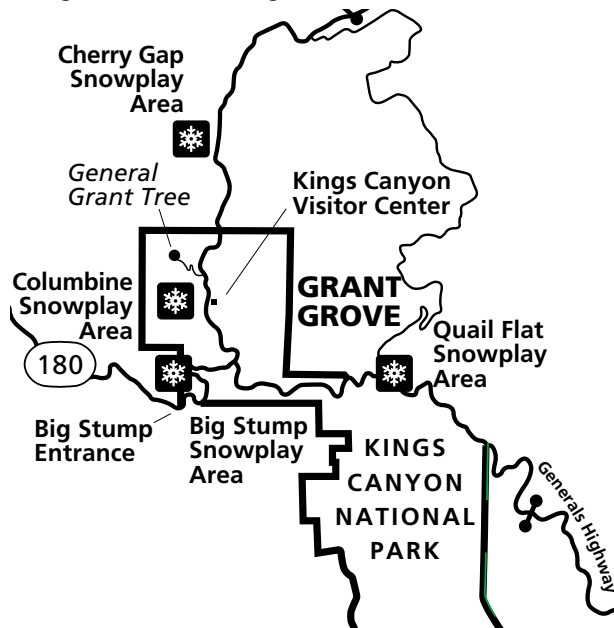 Cherry Gap
Snowplay
Area
General
Grant Tree
Kings Canyon
Visitor Center
Columbine
Snowplay
Area
GRANT
GROVE
Quail Flat
Snowplay
Area
180
Big Stump
Entrance
Big Stump
Snowplay
Area
KINGS
CANYON
NATIONAL
PARK
Generals Highway